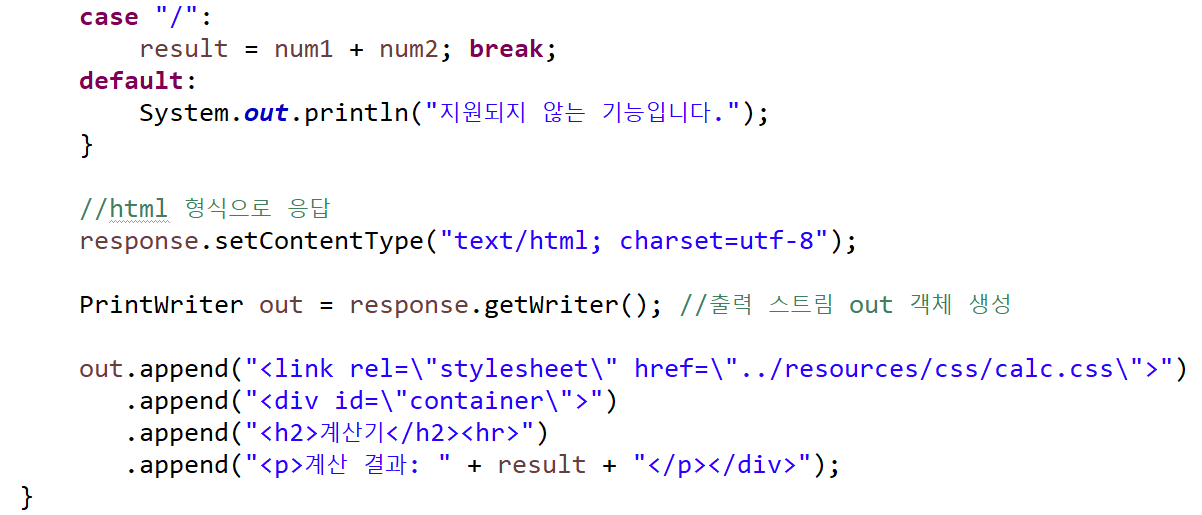 case "/":
result = num1 + num2; break;
default:
System.out.println("지원되지 않는 기능입니다.");
}
//html 형식으로 응답
response.setContentType("text/html; charset=utf-8");
PrintWriter out = response.getWriter(); //출력 스트림 out 객체 생성
out.append("<link rel=\"stylesheet\" href=\"../resources/css/calc.css\">")
.append("<div id=\"container\">")
.append("<h2>계산기</h2><hr>")
.append("<p>계산 결과: " + result + "</p></div>");
}